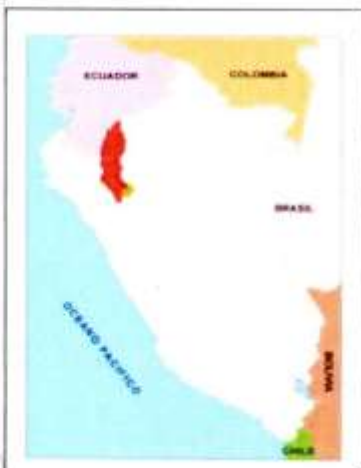 ECUADOR
COLOMBIA
BRASIL
OCEANO PACIFICO
BOLIVIA
CHILE